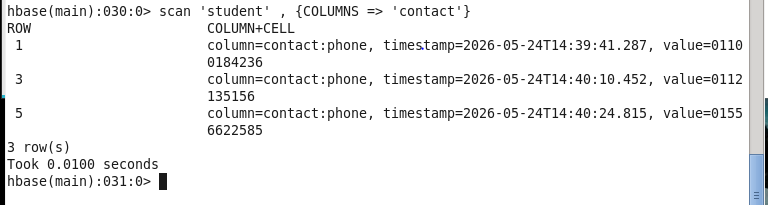 hbase(main):030:0> scan 'student' , {COLUMNS => 'contact'}
ROW                     COLUMN+CELL
 1                      column=contact:phone, timestamp=2026-05-24T14:39:41.287, value=0110
                        0184236
 3                      column=contact:phone, timestamp=2026-05-24T14:40:10.452, value=0112
                        135156
 5                      column=contact:phone, timestamp=2026-05-24T14:40:24.815, value=0155
                        6622585
3 row(s)
Took 0.0100 seconds
hbase(main):031:0>